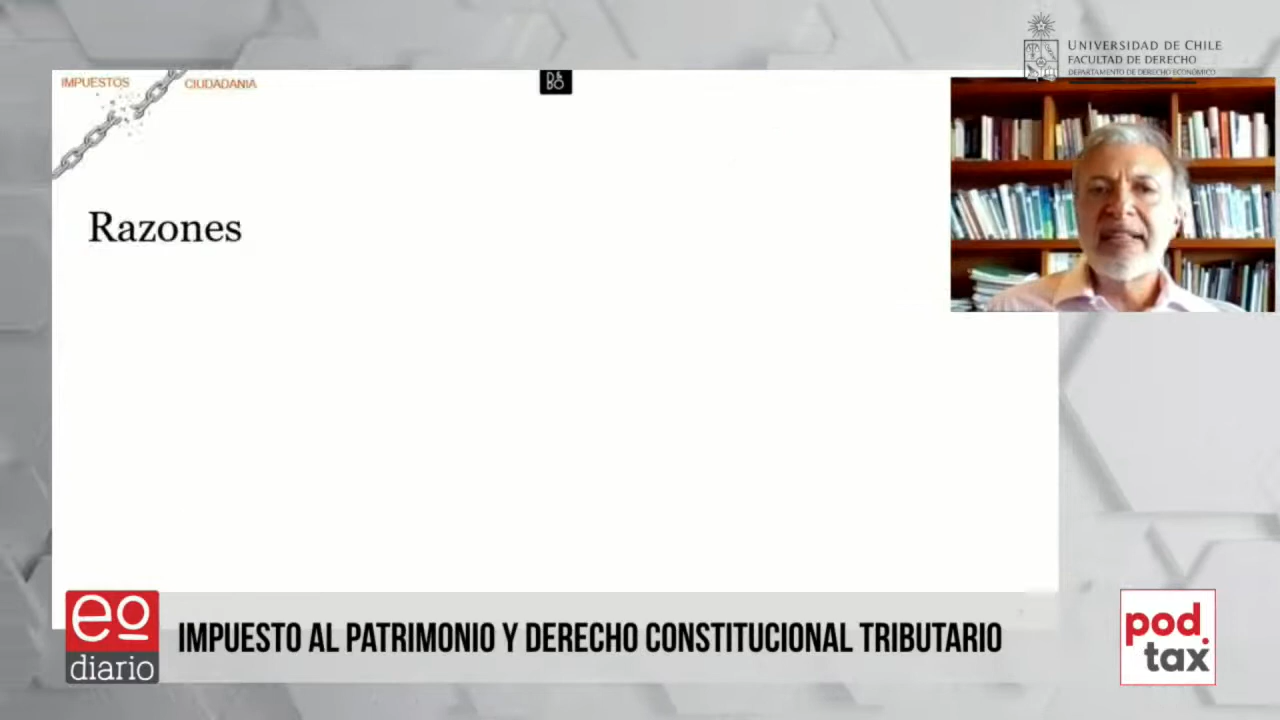 UNIVERSIDAD DE CHILE
FACULTAD DE DERECHO
DEPARTAMENTO DE DERECHO ECONÓMICO
IMPUESTOS
CIUDADANIA
D&
BO
Razones
eo
diario
IMPUESTO AL PATRIMONIO Y DERECHO CONSTITUCIONAL TRIBUTARIO
pod.
tax